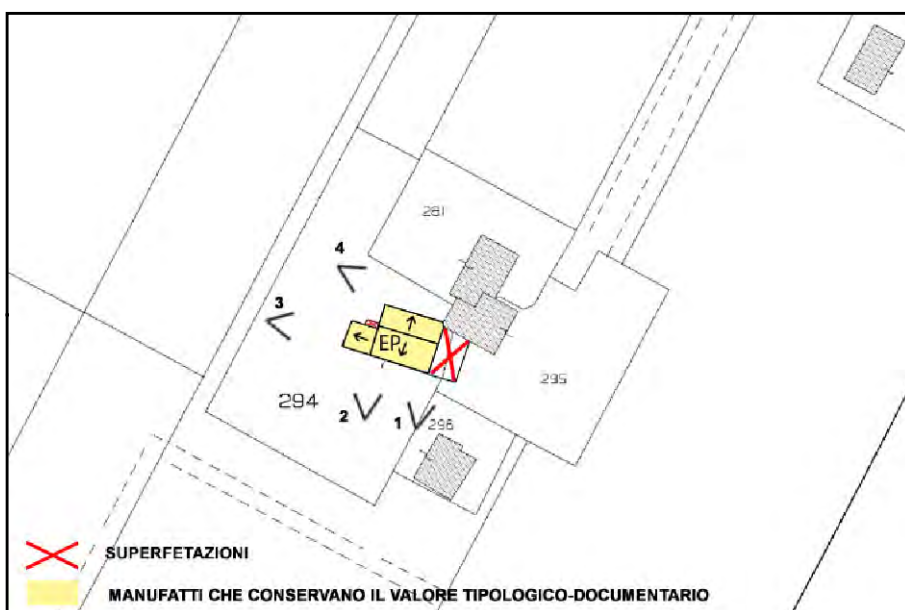 281
4
3
EP
295
294
2
1
296
SUPERFETAZIONI
MANUFATTI CHE CONSERVANO IL VALORE TIPOLOGICO-DOCUMENTARIO